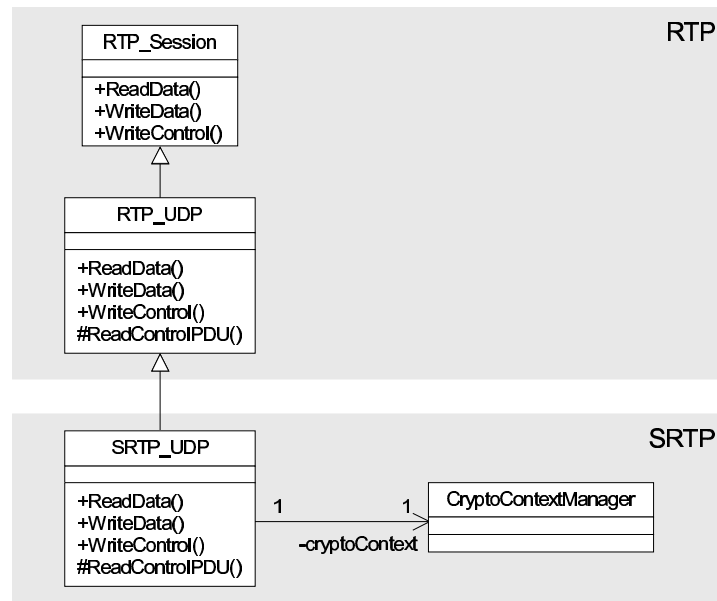 RTP
RTP_Session
+ReadData()
+WriteData()
+WriteControl()
RTP_UDP
+ReadData()
+WriteData()
+WriteControl()
#ReadControlPDU()
SRTP
SRTP_UDP
+ReadData()
+WriteData()
+WriteControl()
#ReadControlPDU()
1
1
-cryptoContext
CryptoContextManager